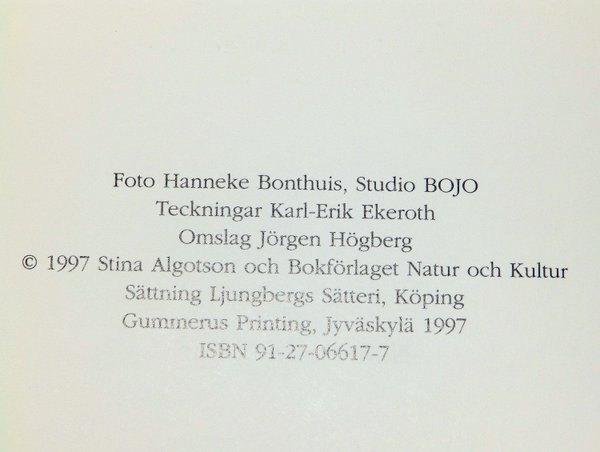 Foto Hanneke Bonthuis, Studio BOJO
Teckningar Karl-Erik Ekeroth
Omslag Jörgen Högberg
© 1997 Stina Algotson och Bokförlaget Natur och Kultur
Sättning Ljungbergs Sätteri, Köping
Gummerus Printing, Jyväskylä 1997
ISBN 91-27-06617-7